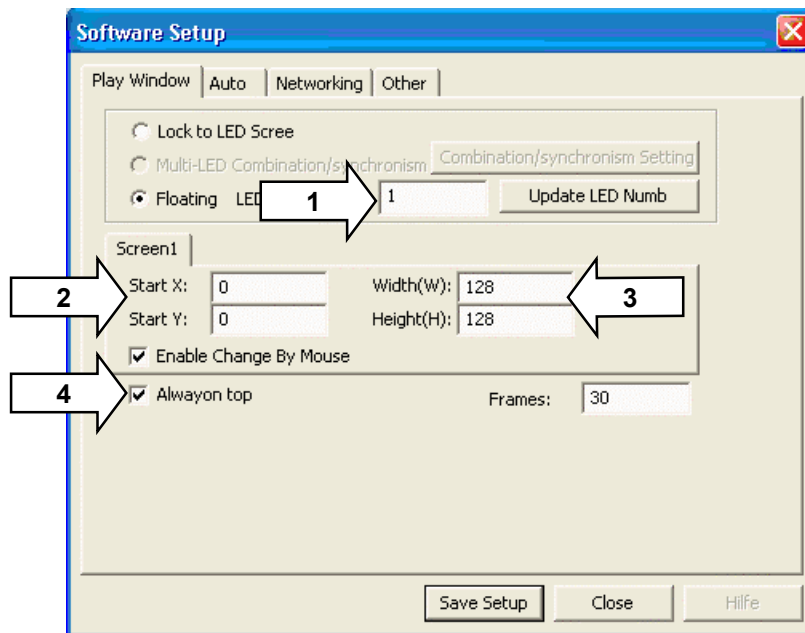 Software Setup
Play Window Auto Networking Other
Lock to LED Scree
Multi-LED Combination/synchronism Combination/synchronism Setting
Floating LED 1 1 Update LED Numb
Screen1
2 Start X: 0 Width(W): 128 3
Start Y: 0 Height(H): 128
Enable Change By Mouse
4 Alwayon top Frames: 30
Save Setup Close Hilfe